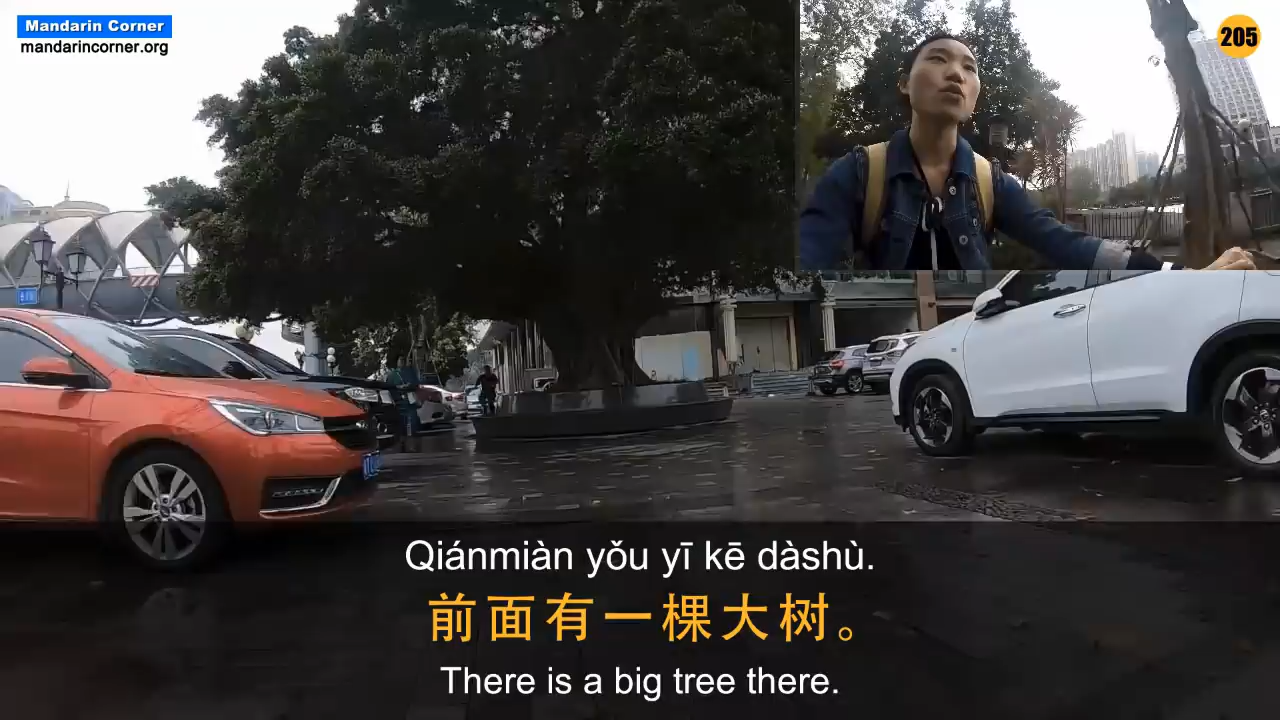 Mandarin Corner
mandarincorner.org
205
Qiánmiàn yǒu yī kē dàshù.
前面有一棵大树。
There is a big tree there.